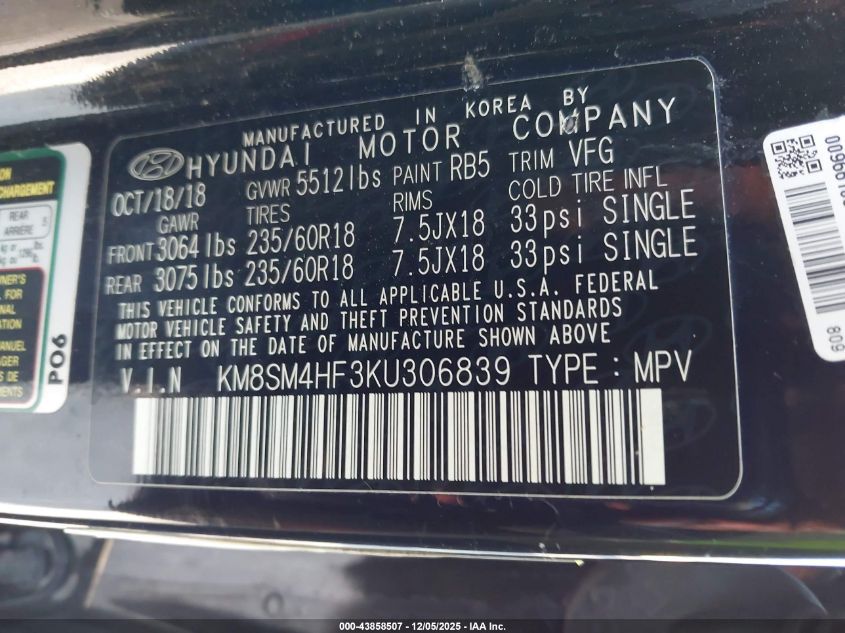 MANUFACTURED IN KOREA BY
HYUNDAI MOTOR COMPANY
OCT/18/18 GVWR 5512lbs PAINT RB5 TRIM VFG
GAWR TIRES RIMS COLD TIRE INFL
FRONT 3064lbs 235/60R18 7.5JX18 33psi SINGLE
REAR 3075lbs 235/60R18 7.5JX18 33psi SINGLE
THIS VEHICLE CONFORMS TO ALL APPLICABLE U.S.A. FEDERAL
MOTOR VEHICLE SAFETY AND THEFT PREVENTION STANDARDS
IN EFFECT ON THE DATE OF MANUFACTURE SHOWN ABOVE
V.I.N KM8SM4HF3KU306839 TYPE : MPV
REAR
ARRIERE
P06
609
000-43858507 - 12/05/2025 - IAA Inc.